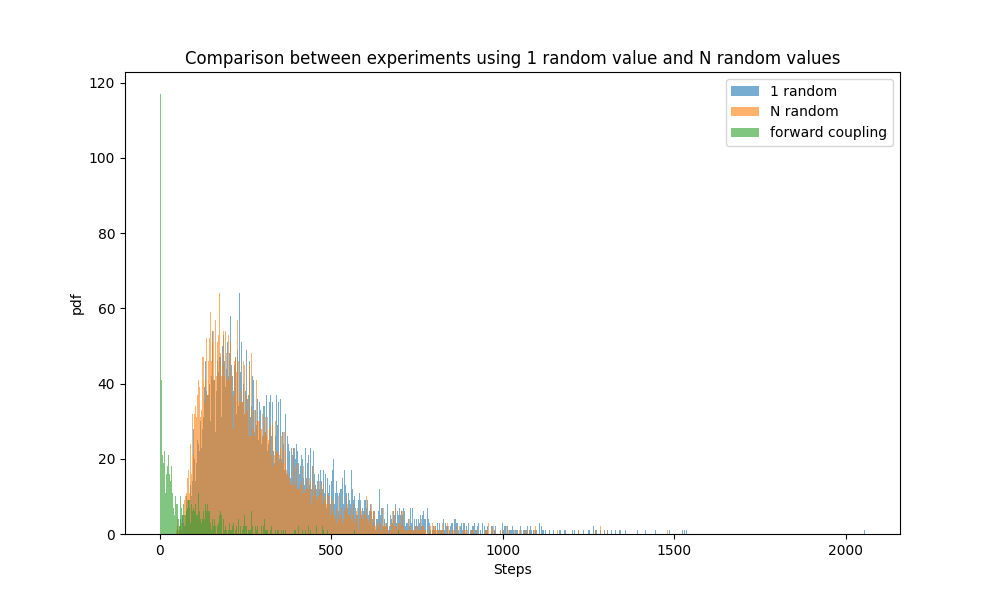 Comparison between experiments using 1 random value and N random values
120
100
80
60
40
20
0
pdf
1 random
N random
forward coupling
0
500
1000
1500
2000
Steps